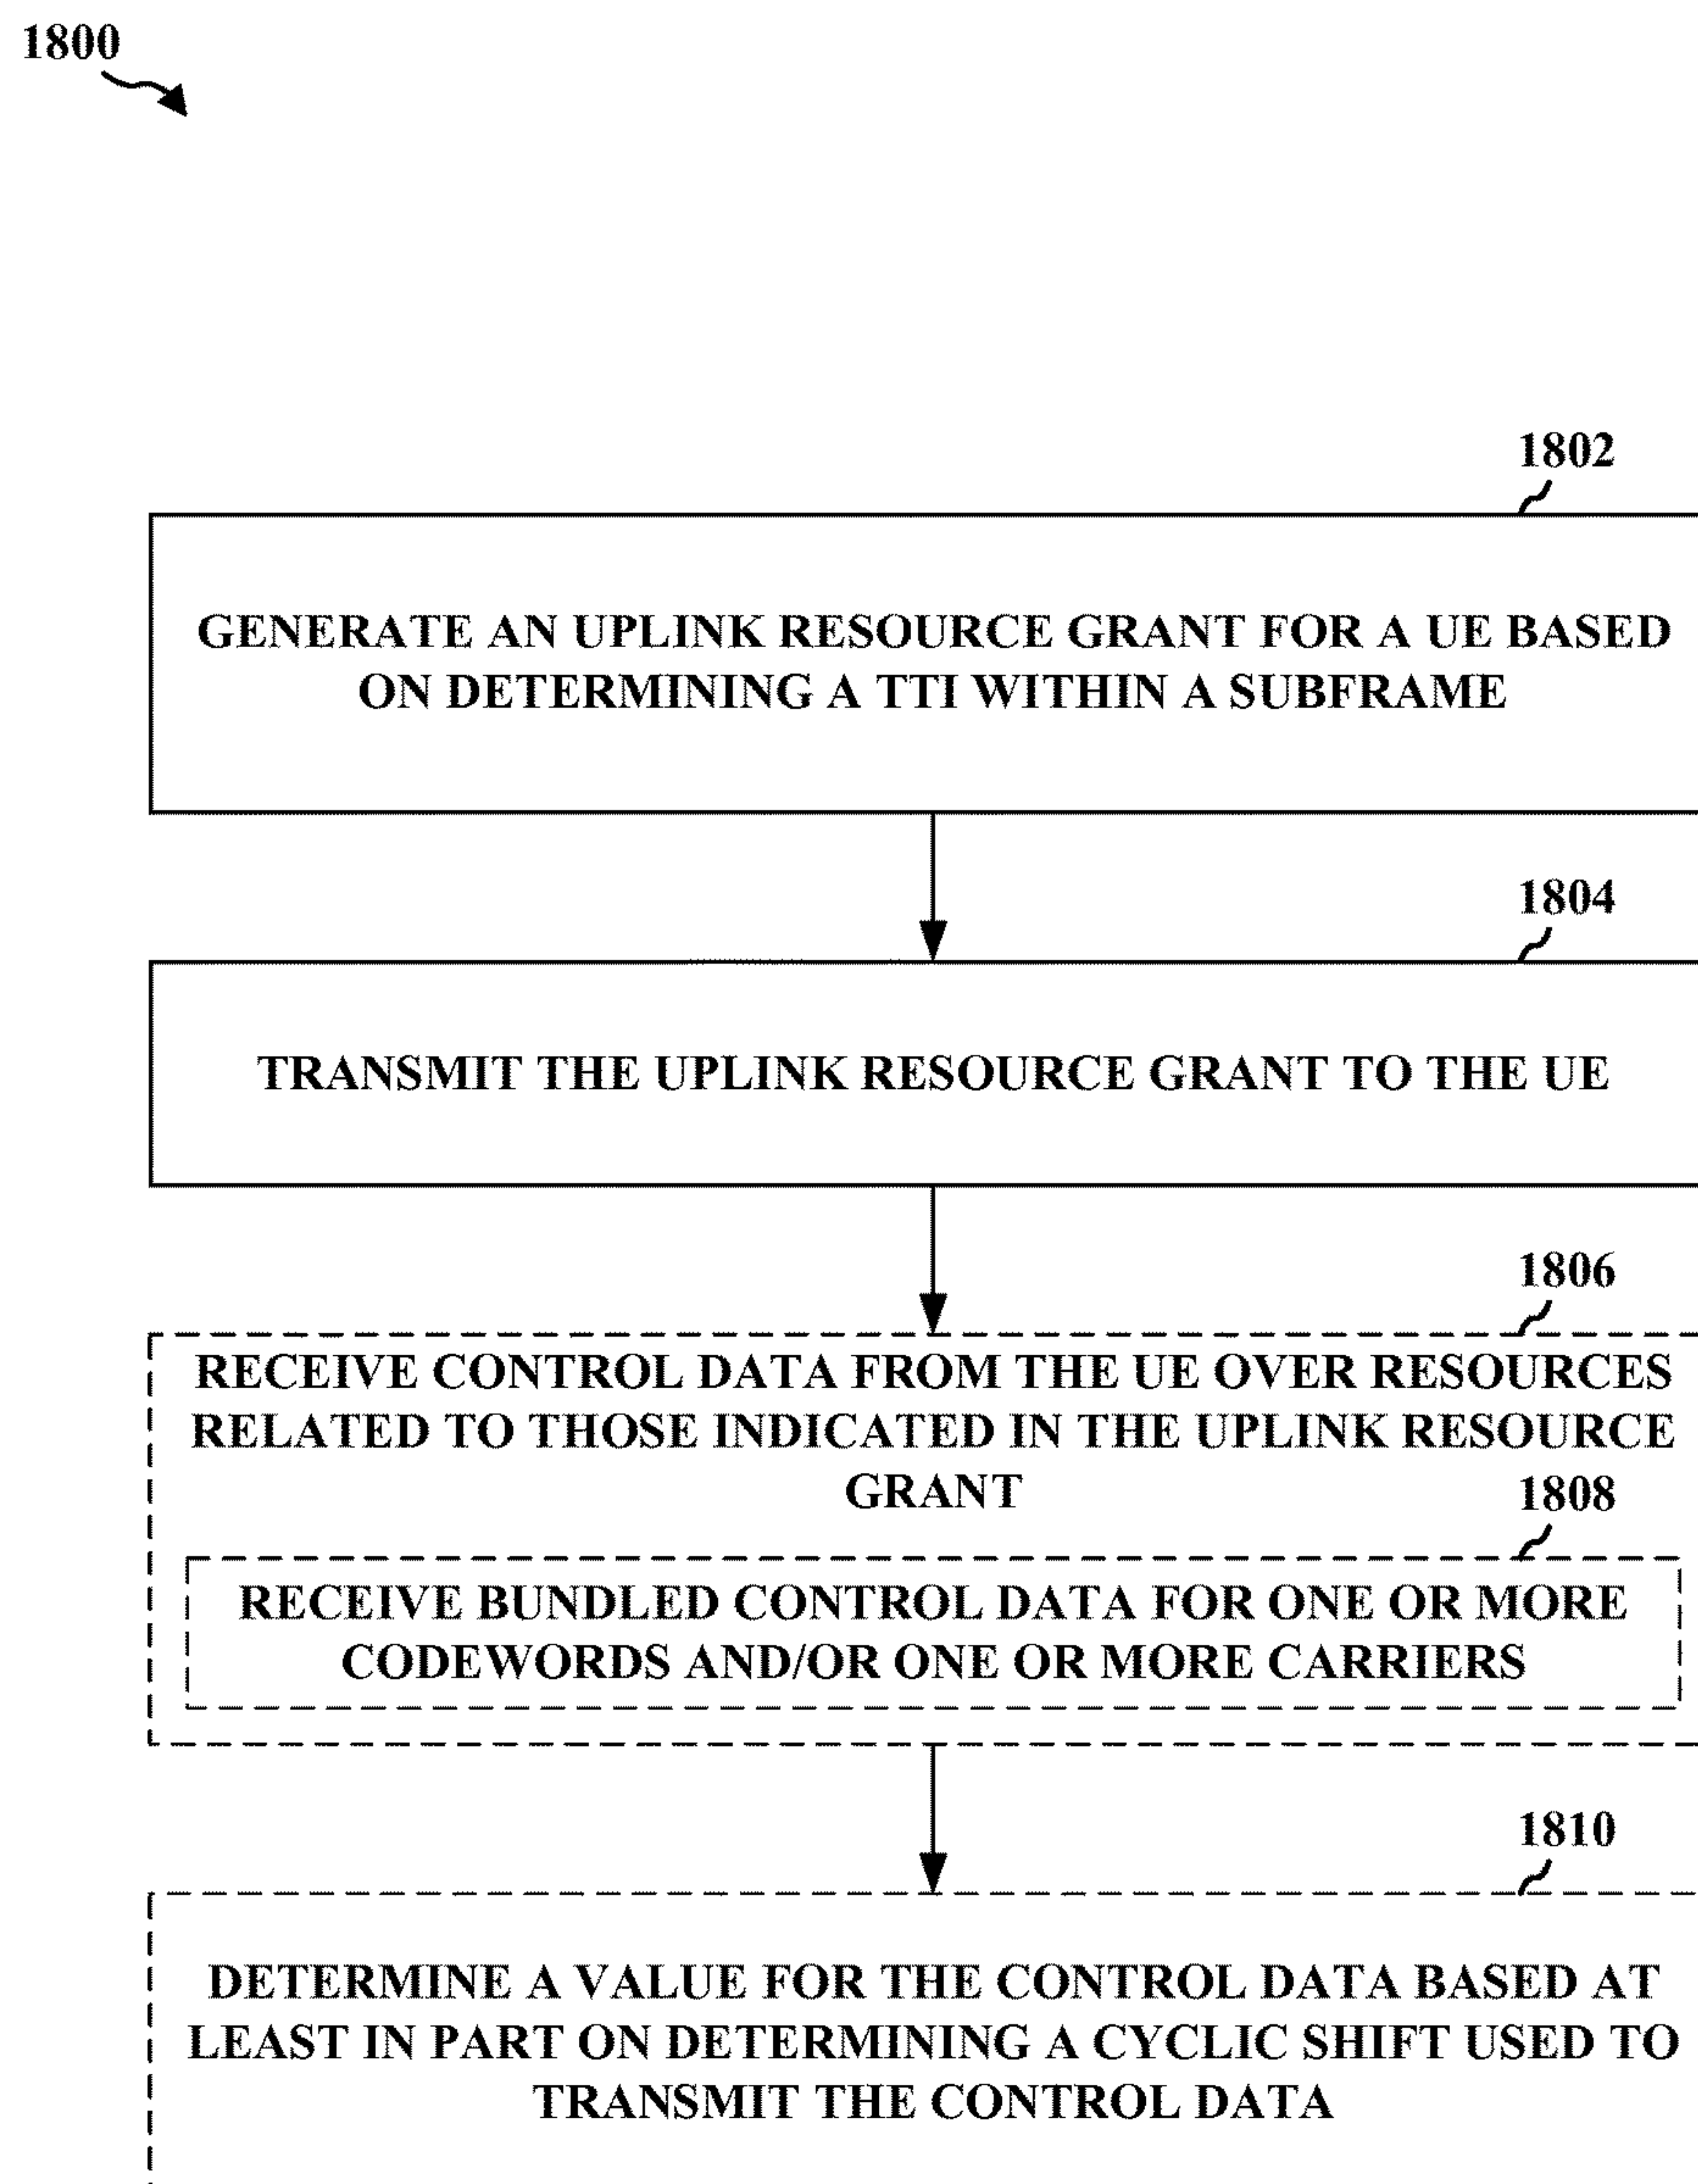 1800
1802
GENERATE AN UPLINK RESOURCE GRANT FOR A UE BASED
ON DETERMINING A TTI WITHIN A SUBFRAME
1804
TRANSMIT THE UPLINK RESOURCE GRANT TO THE UE
1806
RECEIVE CONTROL DATA FROM THE UE OVER RESOURCES
RELATED TO THOSE INDICATED IN THE UPLINK RESOURCE
GRANT
1808
RECEIVE BUNDLED CONTROL DATA FOR ONE OR MORE
CODEWORDS AND/OR ONE OR MORE CARRIERS
1810
DETERMINE A VALUE FOR THE CONTROL DATA BASED AT
LEAST IN PART ON DETERMINING A CYCLIC SHIFT USED TO
TRANSMIT THE CONTROL DATA